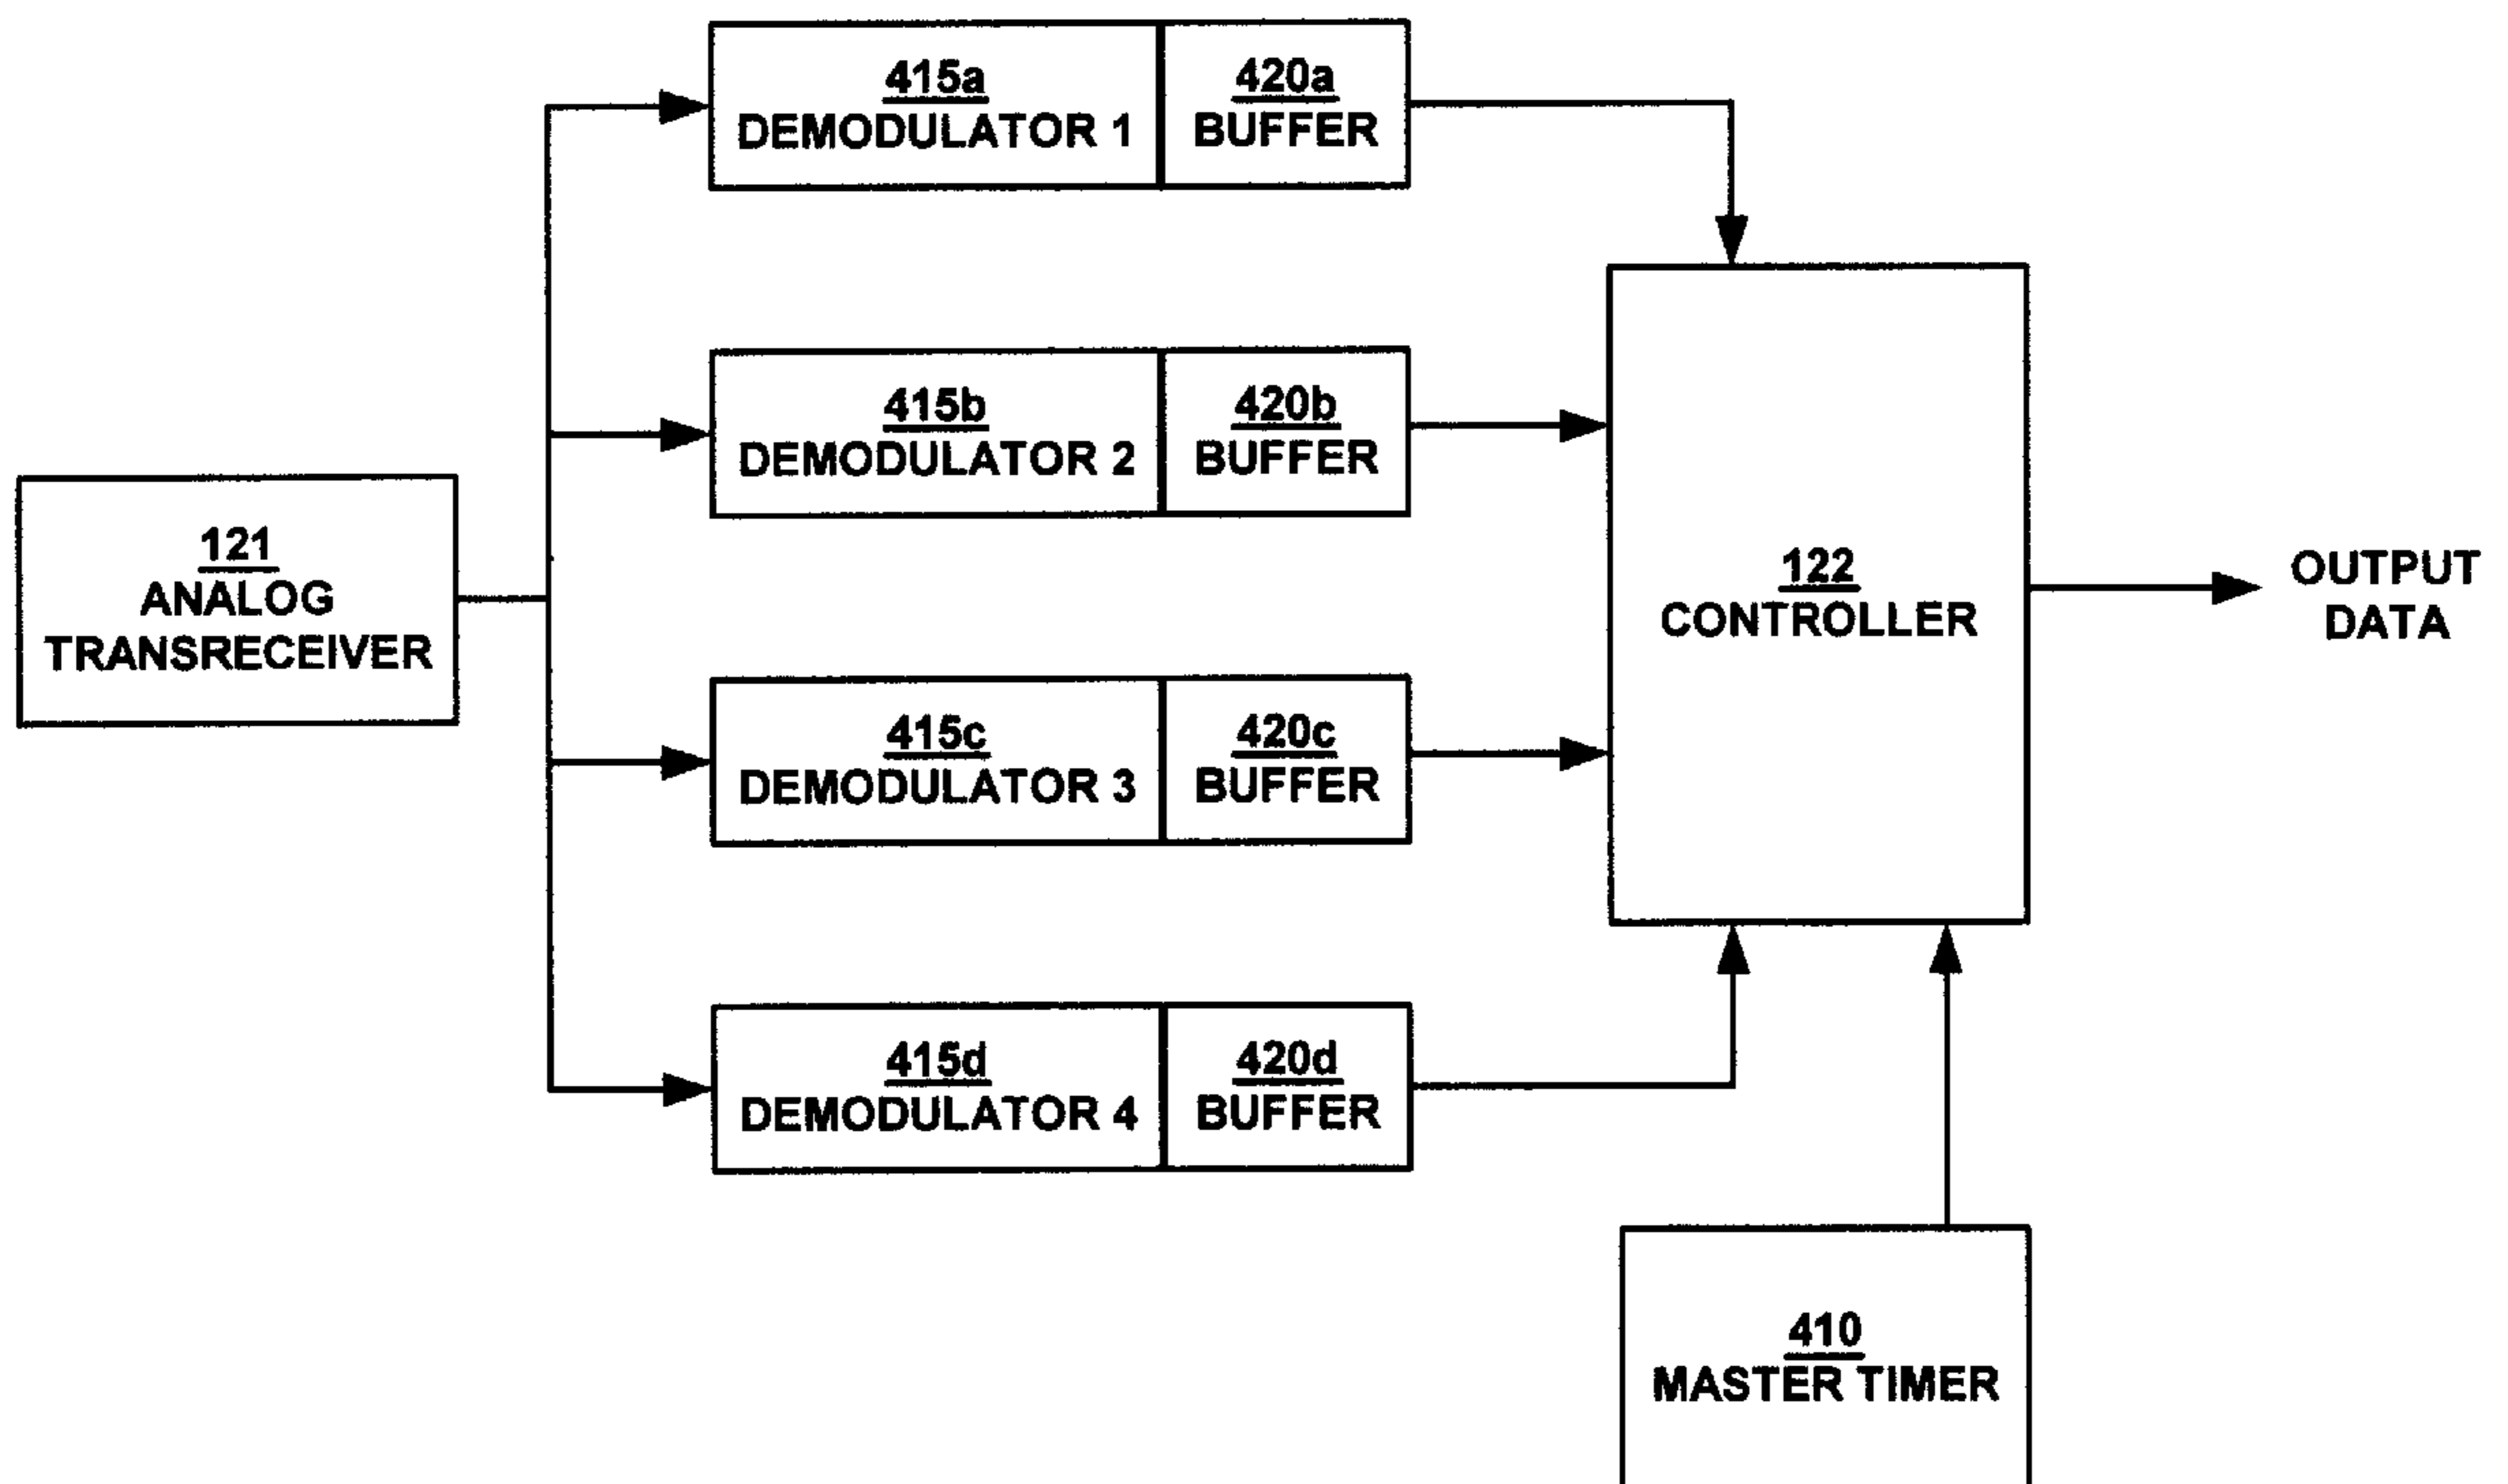 415a
DEMODULATOR 1
420a
BUFFER
415b
DEMODULATOR 2
420b
BUFFER
121
ANALOG
TRANSRECEIVER
122
CONTROLLER
OUTPUT
DATA
415c
DEMODULATOR 3
420c
BUFFER
415d
DEMODULATOR 4
420d
BUFFER
410
MASTER TIMER